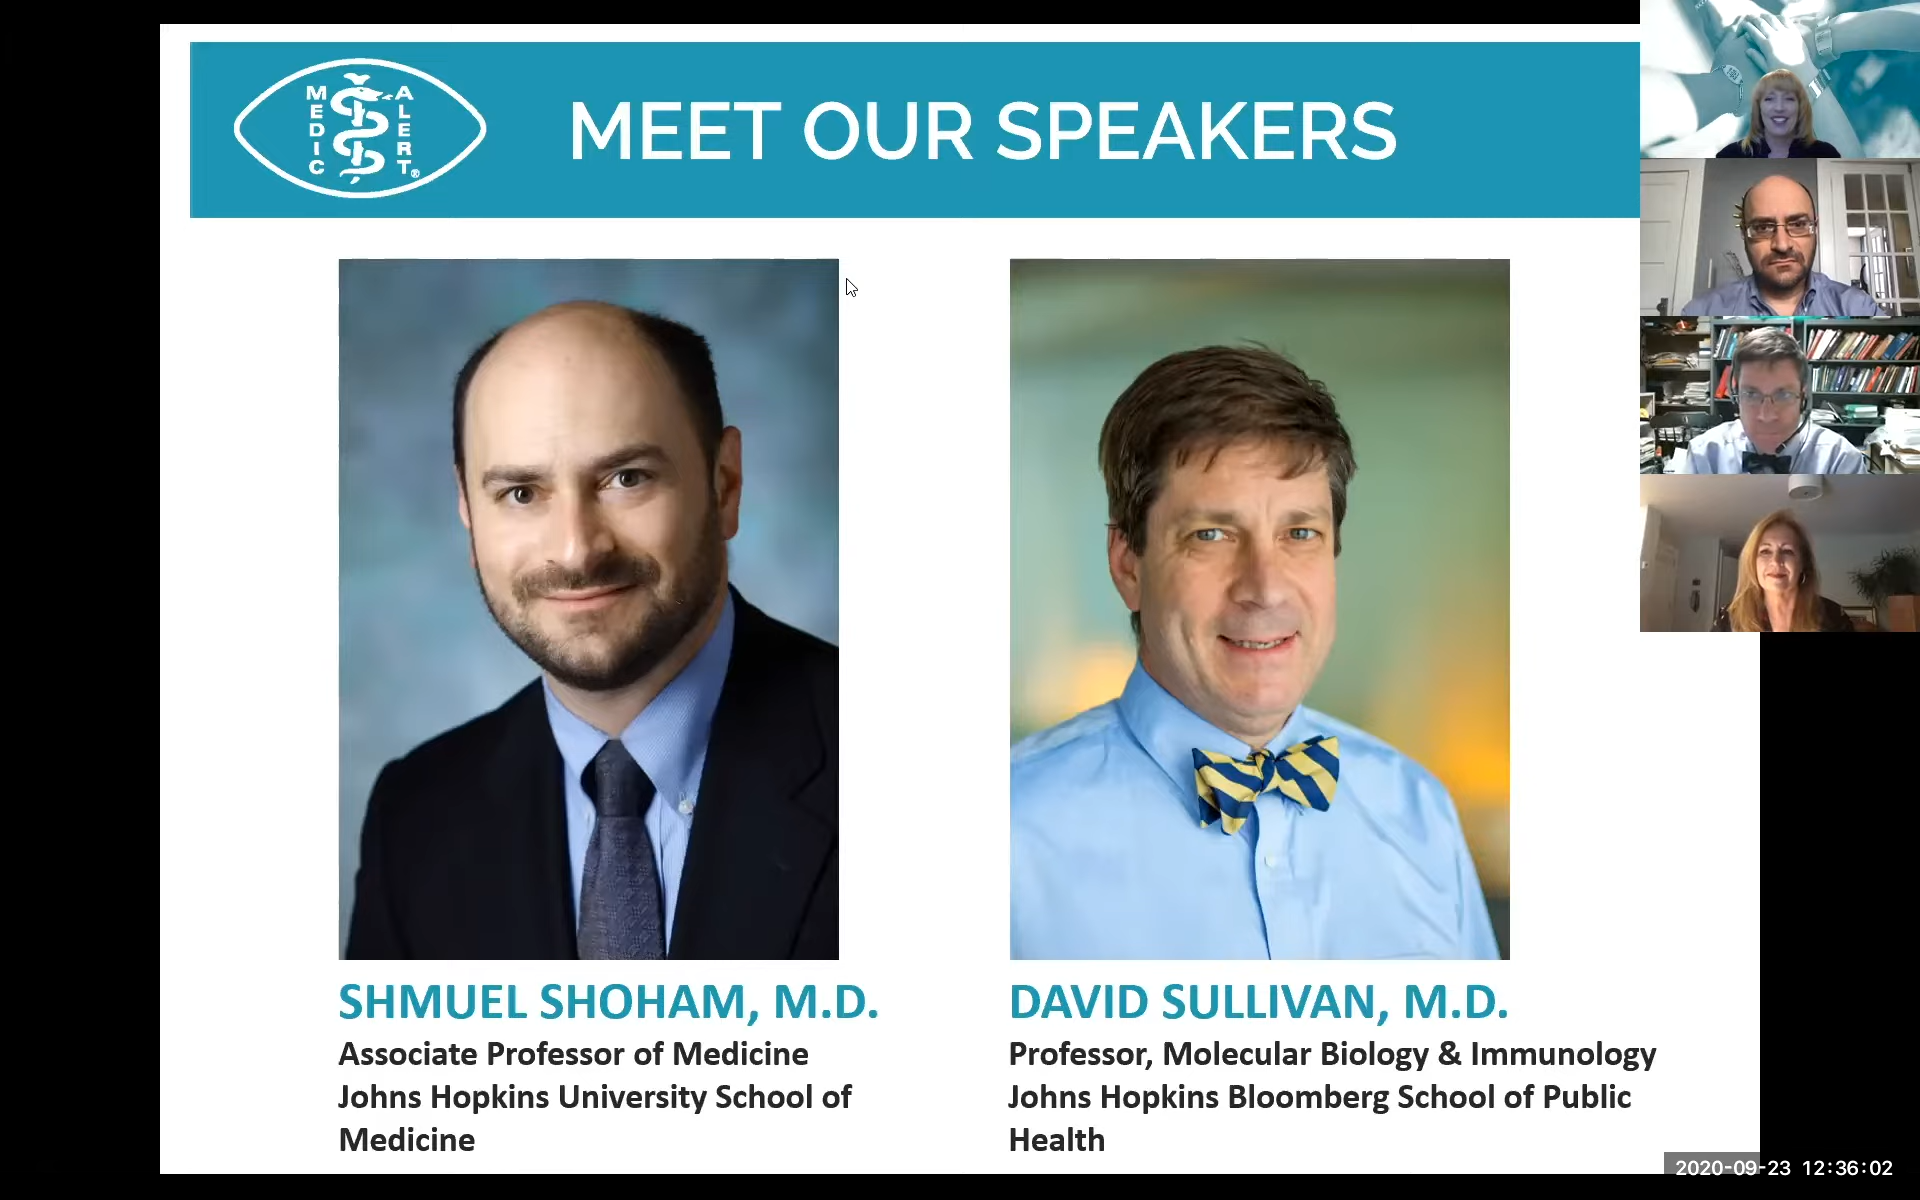 MEDIC ALERT®
MEET OUR SPEAKERS
SHMUEL SHOHAM, M.D.
Associate Professor of Medicine
Johns Hopkins University School of
Medicine
DAVID SULLIVAN, M.D.
Professor, Molecular Biology & Immunology
Johns Hopkins Bloomberg School of Public
Health
2020-09-23 12:36:02